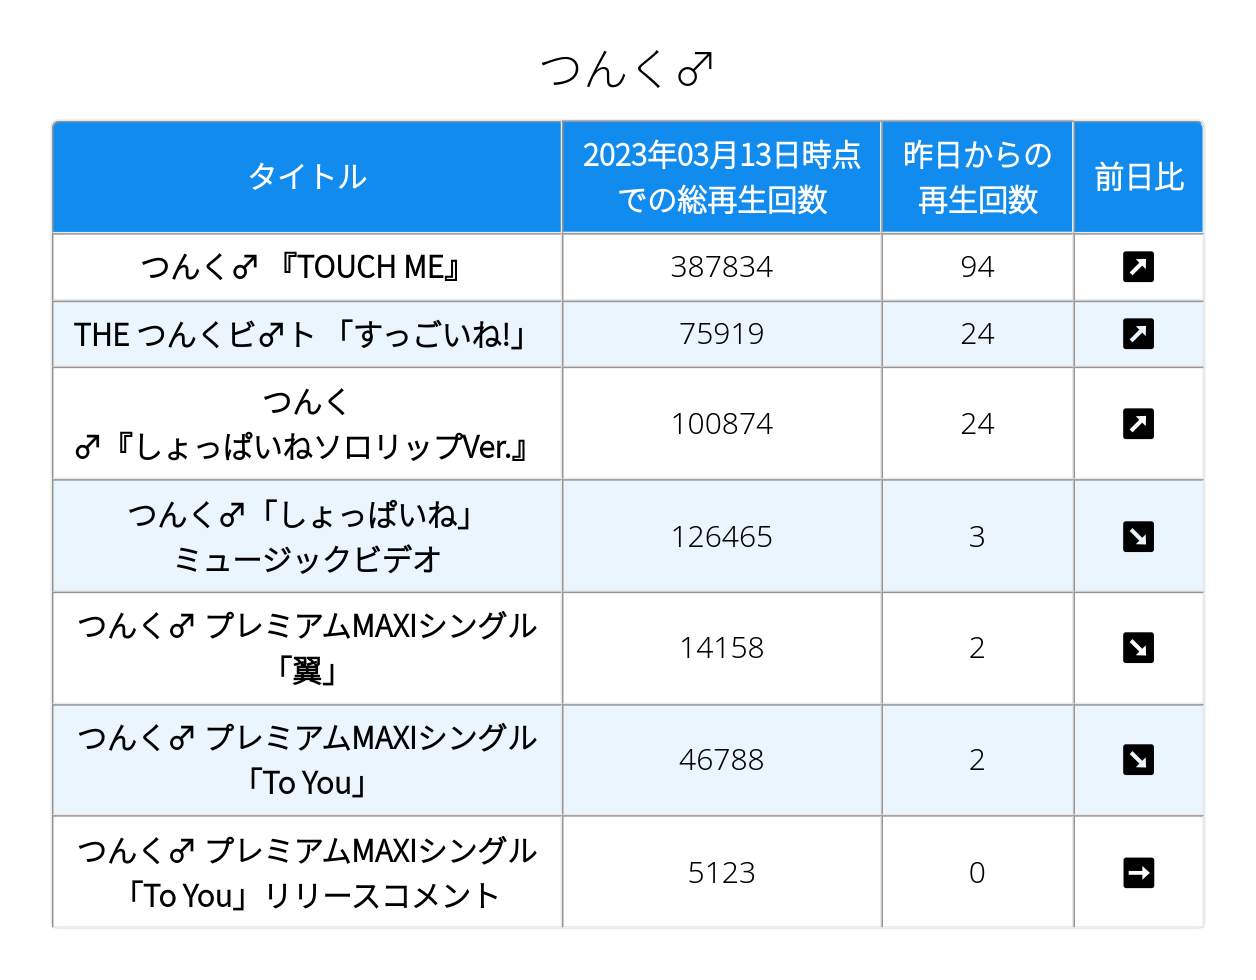 つんく♂
タイトル
2023年03月13日時点
での総再生回数
昨日からの
再生回数
前日比
つんく♂ 『TOUCH ME』
387834
94
↗
THE つんくビ♂ト 「すっごいね!」
75919
24
↗
つんく
♂『しょっぱいねソロリップVer.』
100874
24
↗
つんく♂「しょっぱいね」
ミュージックビデオ
126465
3
↘
つんく♂ プレミアムMAXIシングル
「翼」
14158
2
↘
つんく♂ プレミアムMAXIシングル
「To You」
46788
2
↘
つんく♂ プレミアムMAXIシングル
「To You」リリースコメント
5123
0
→